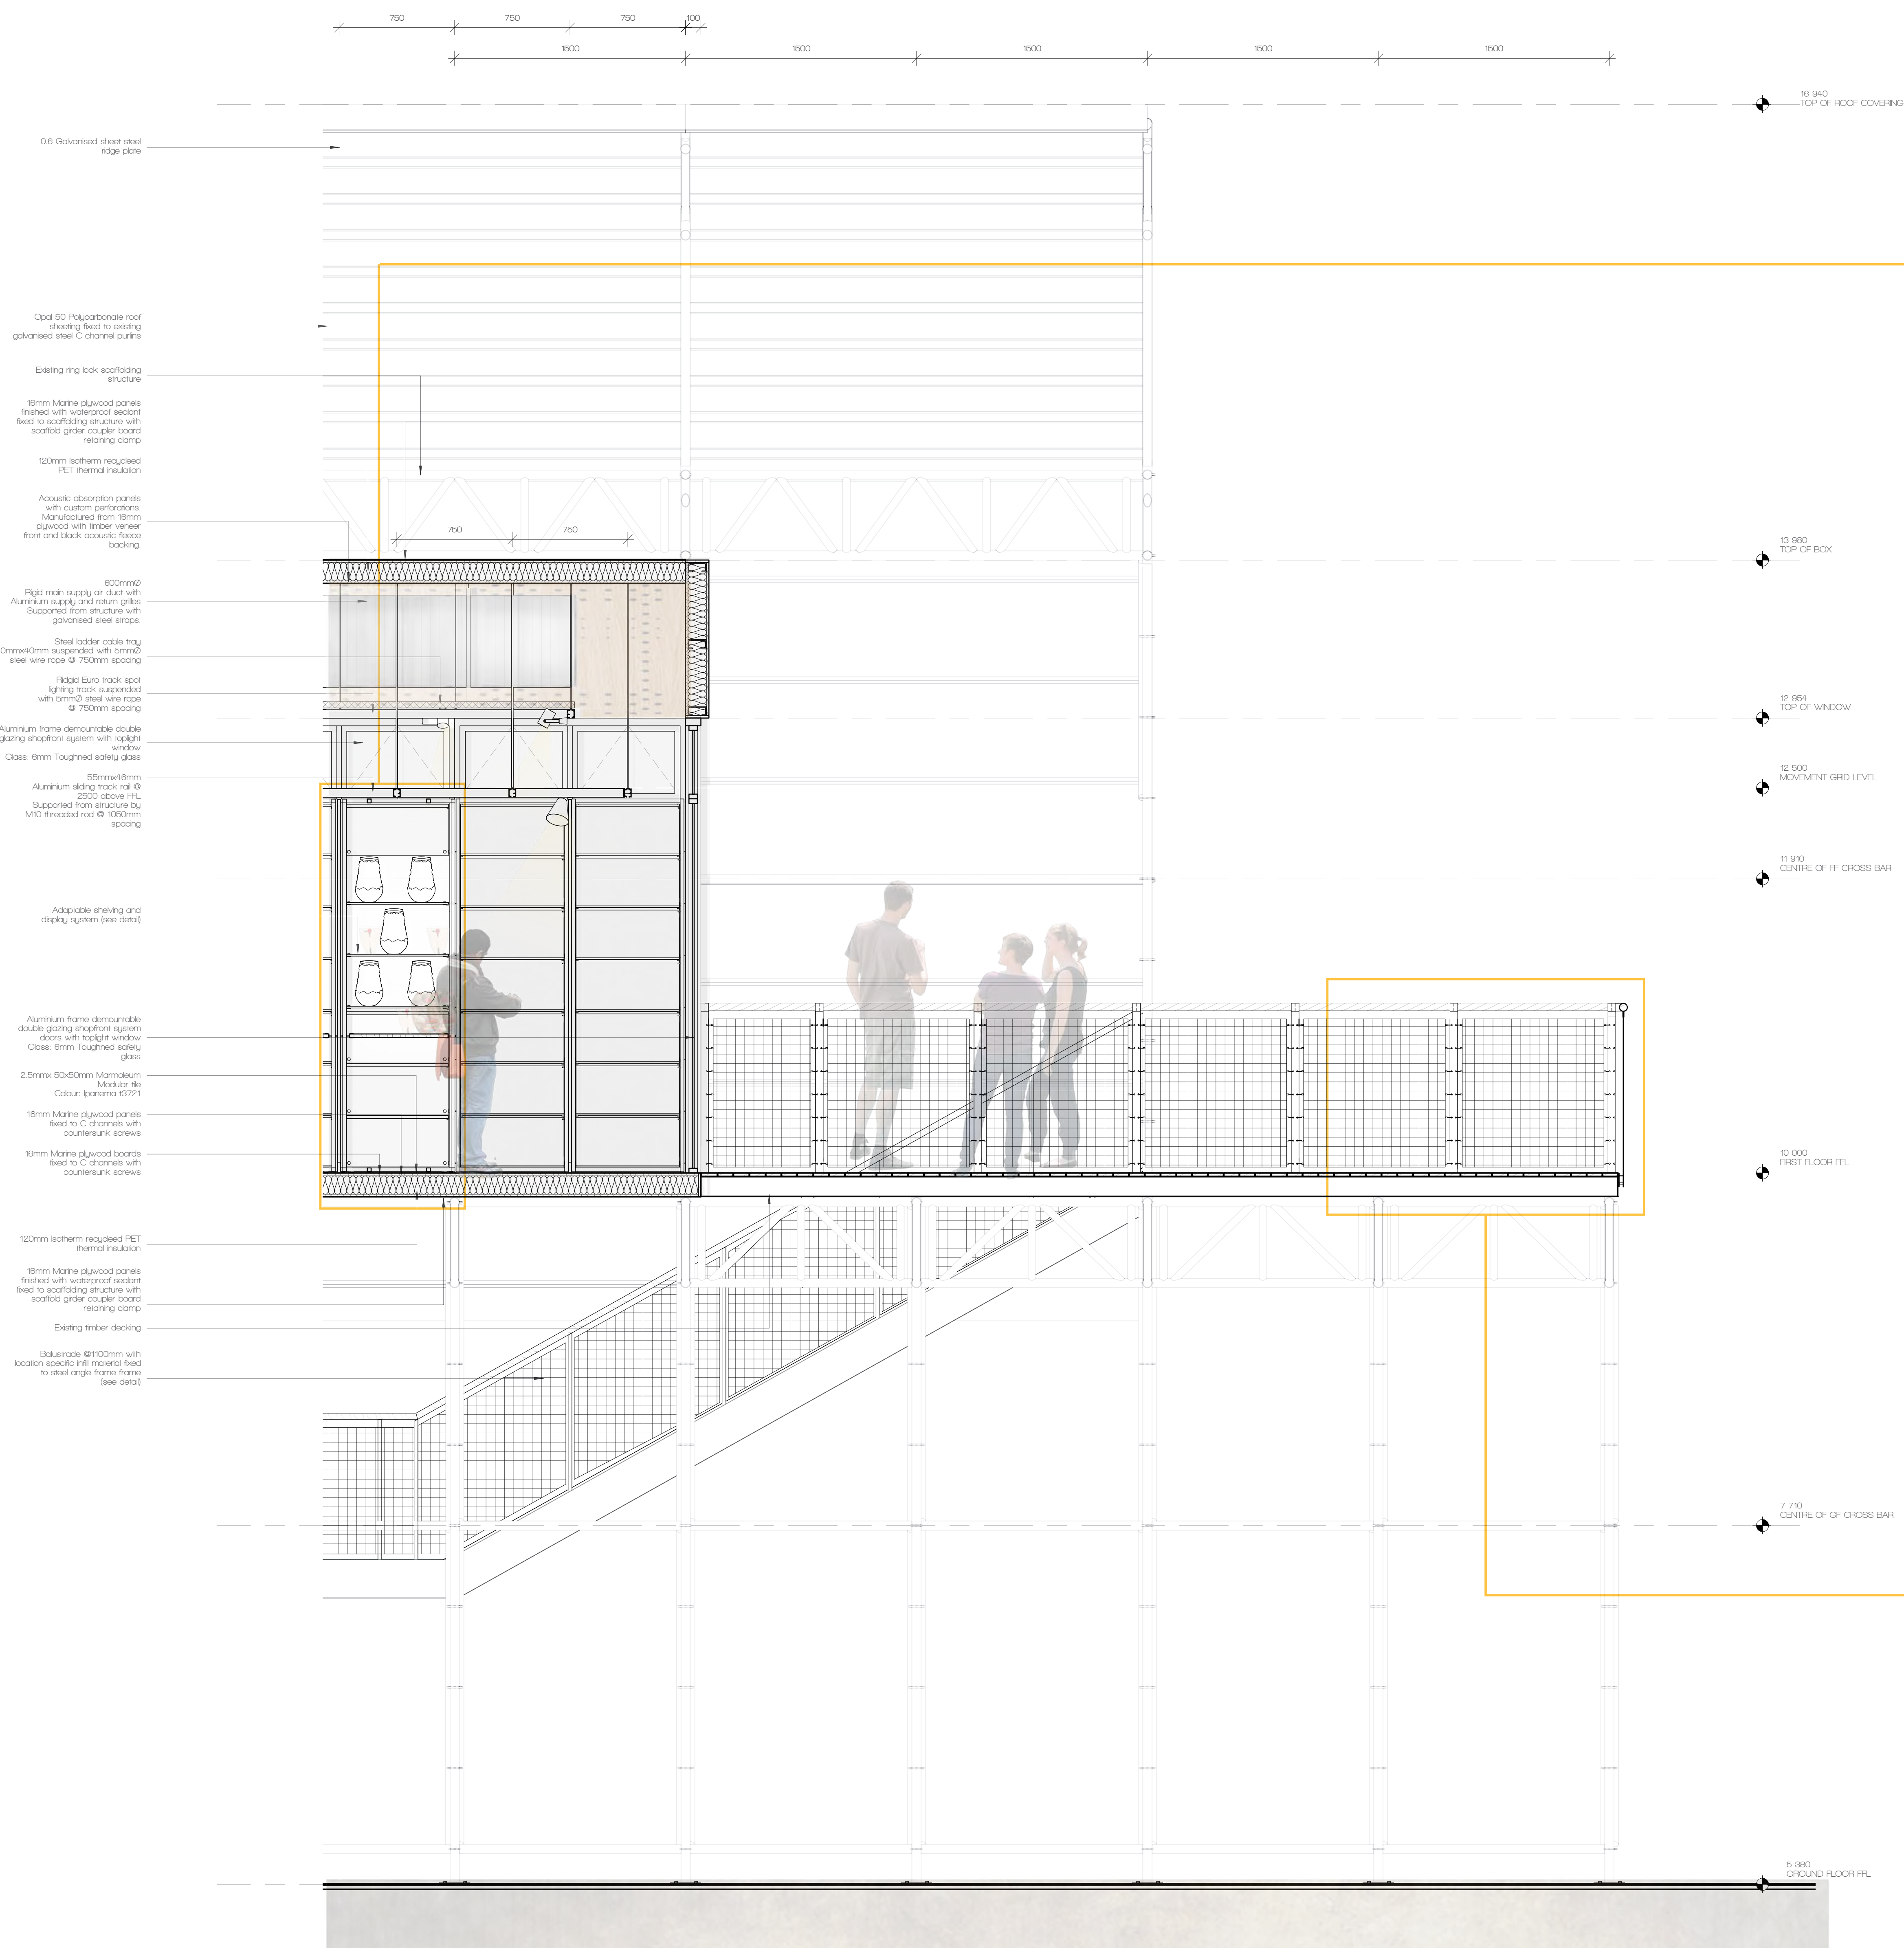 750
750
750
100
1500
1500
1500
1500
1500
16 940
TOP OF ROOF COVERING
0.6 Galvanised sheet steel
ridge plate
Opal 50 Polycarbonate roof
sheeting fixed to existing
galvanised steel C channel purlins
Existing ring lock scaffolding
structure
16mm Marine plywood panels
finished with waterproof sealant
fixed to scaffolding structure with
scaffold girder coupler board
retaining clamp
120mm Isotherm recycleed
PET thermal insulation
Acoustic absorption panels
with custom perforations.
Manufactured from 16mm
plywood with timber veneer
front and black acoustic fleece
backing.
750
750
13 980
TOP OF BOX
600mmØ
Rigid main supply air duct with
Aluminium supply and return grilles
Supported from structure with
galvanised steel straps.
Steel ladder cable tray
0mmx40mm suspended with 5mmØ
steel wire rope @ 750mm spacing
Ridgid Euro track spot
lighting track suspended
with 5mmØ steel wire rope
@ 750mm spacing
12 954
TOP OF WINDOW
Aluminium frame demountable double
glazing shopfront system with toplight
window
Glass: 6mm Toughned safety glass
55mmx46mm
Aluminium sliding track rail @
2500 above FFL
Supported from structure by
M10 threaded rod @ 1050mm
spacing
12 500
MOVEMENT GRID LEVEL
11 910
CENTRE OF FF CROSS BAR
Adaptable shelving and
display system (see detail)
Aluminium frame demountable
double glazing shopfront system
doors with toplight window
Glass: 6mm Toughned safety
glass
2.5mmx 50x50mm Marmoleum
Modular tile
Colour: Ipanema t3721
16mm Marine plywood panels
fixed to C channels with
countersunk screws
16mm Marine plywood boards
fixed to C channels with
countersunk screws
10 000
FIRST FLOOR FFL
120mm Isotherm recycleed PET
thermal insulation
16mm Marine plywood panels
finished with waterproof sealant
fixed to scaffolding structure with
scaffold girder coupler board
retaining clamp
Existing timber decking
Balustrade @1100mm with
location specific infill material fixed
to steel angle frame frame
(see detail)
7 710
CENTRE OF GF CROSS BAR
5 380
GROUND FLOOR FFL